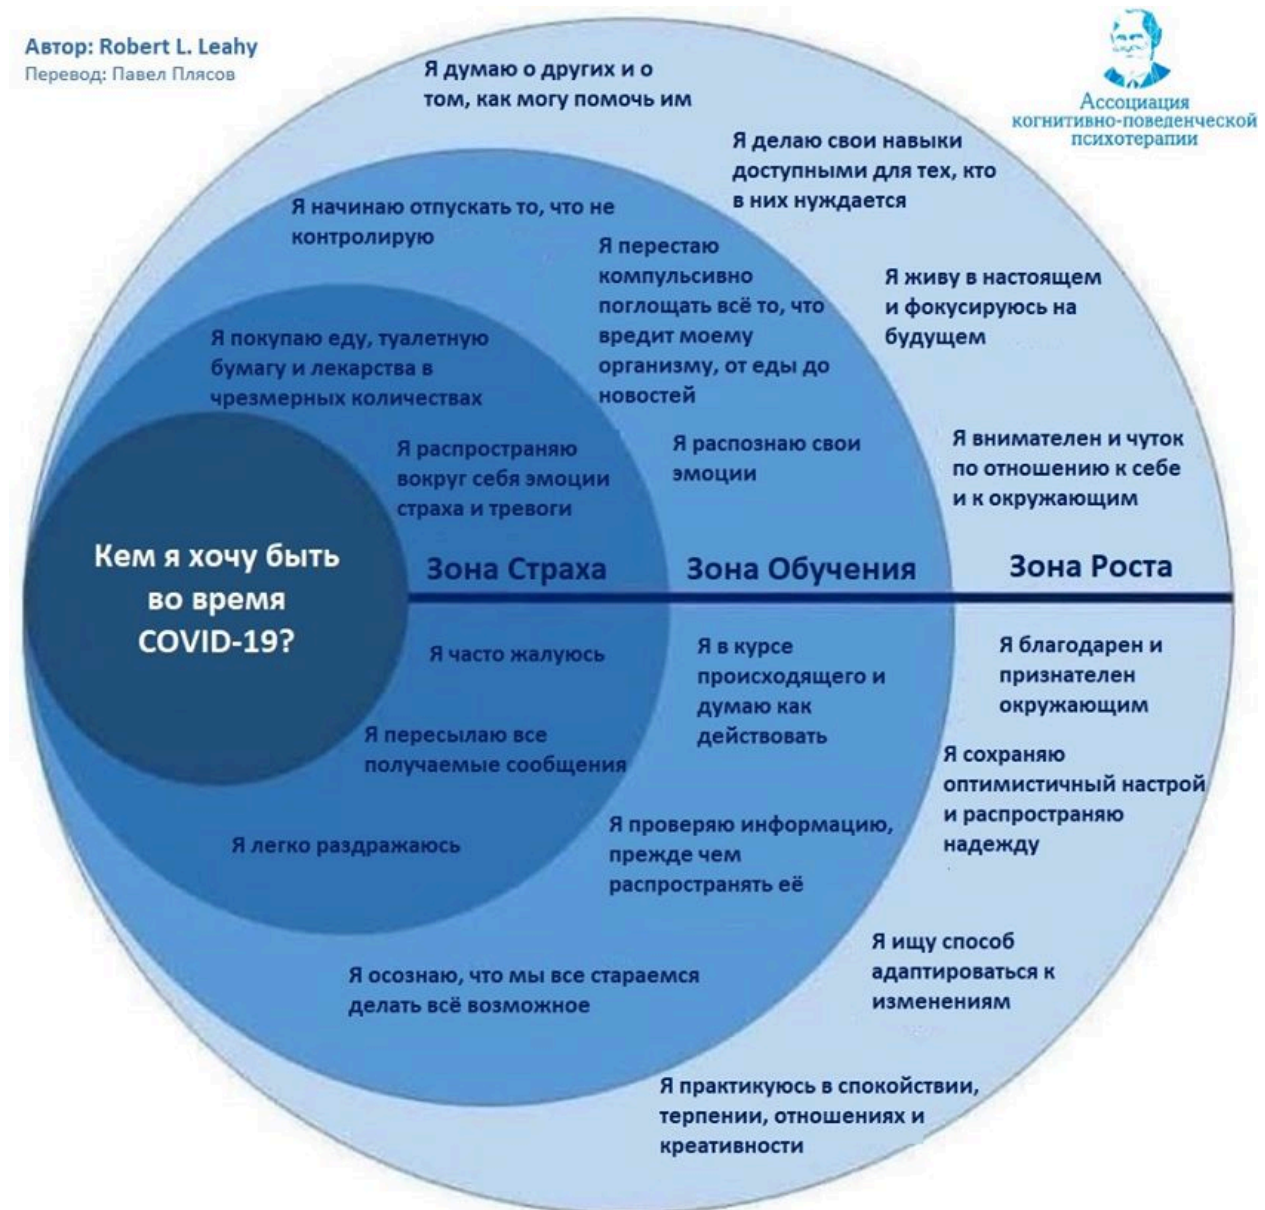 Автор: Robert L. Leahy
Перевод: Павел Плясов
Ассоциация
когнитивно-поведенческой
психотерапии
Я думаю о других и о
том, как могу помочь им
Я делаю свои навыки
доступными для тех, кто
в них нуждается
Я начинаю отпускать то, что не
контролирую
Я перестаю
компульсивно
поглощать всё то, что
вредит моему
организму, от еды до
новостей
Я живу в настоящем
и фокусируюсь на
будущем
Я покупаю еду, туалетную
бумагу и лекарства в
чрезмерных количествах
Я распространяю
вокруг себя эмоции
страха и тревоги
Я распознаю свои
эмоции
Я внимателен и чуток
по отношению к себе
и к окружающим
Кем я хочу быть
во время
COVID-19?
Зона Страха
Зона Обучения
Зона Роста
Я часто жалуюсь
Я в курсе
происходящего и
думаю как
действовать
Я благодарен и
признателен
окружающим
Я пересылаю все
получаемые сообщения
Я сохраняю
оптимистичный настрой
и распространяю
надежду
Я легко раздражаюсь
Я проверяю информацию,
прежде чем
распространять её
Я ищу способ
адаптироваться к
изменениям
Я осознаю, что мы все стараемся
делать всё возможное
Я практикуюсь в спокойствии,
терпении, отношениях и
креативности